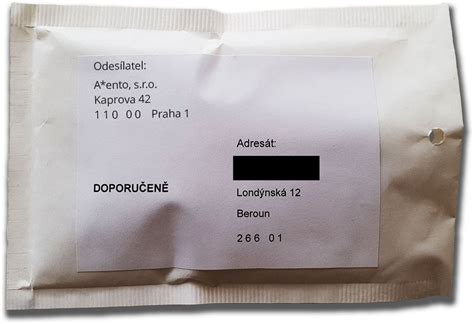 Odesílatel:
A*ento, s.r.o.
Kaprova 42
110 00 Praha 1
Adresát:
DOPORUČENĚ
Londýnská 12
Beroun
266 01